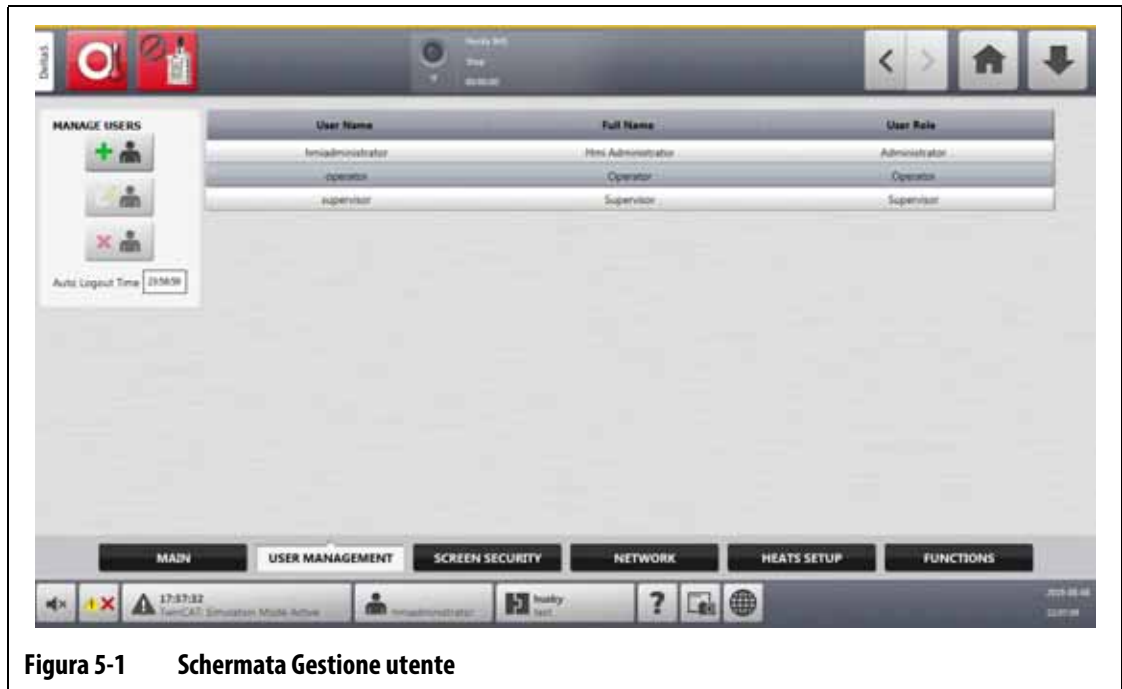 Delta3
MANAGE USERS
User Name Full Name User Role
hmiadministrator Hmi Administrator Administrator
operator Operator Operator
supervisor Supervisor Supervisor
Auto Logout Time
MAIN USER MANAGEMENT SCREEN SECURITY NETWORK HEATS SETUP FUNCTIONS
17:37:32
TwinCAT: Simulation Mode Active
hmiadministrator
husky
test
?
Figura 5-1 Schermata Gestione utente